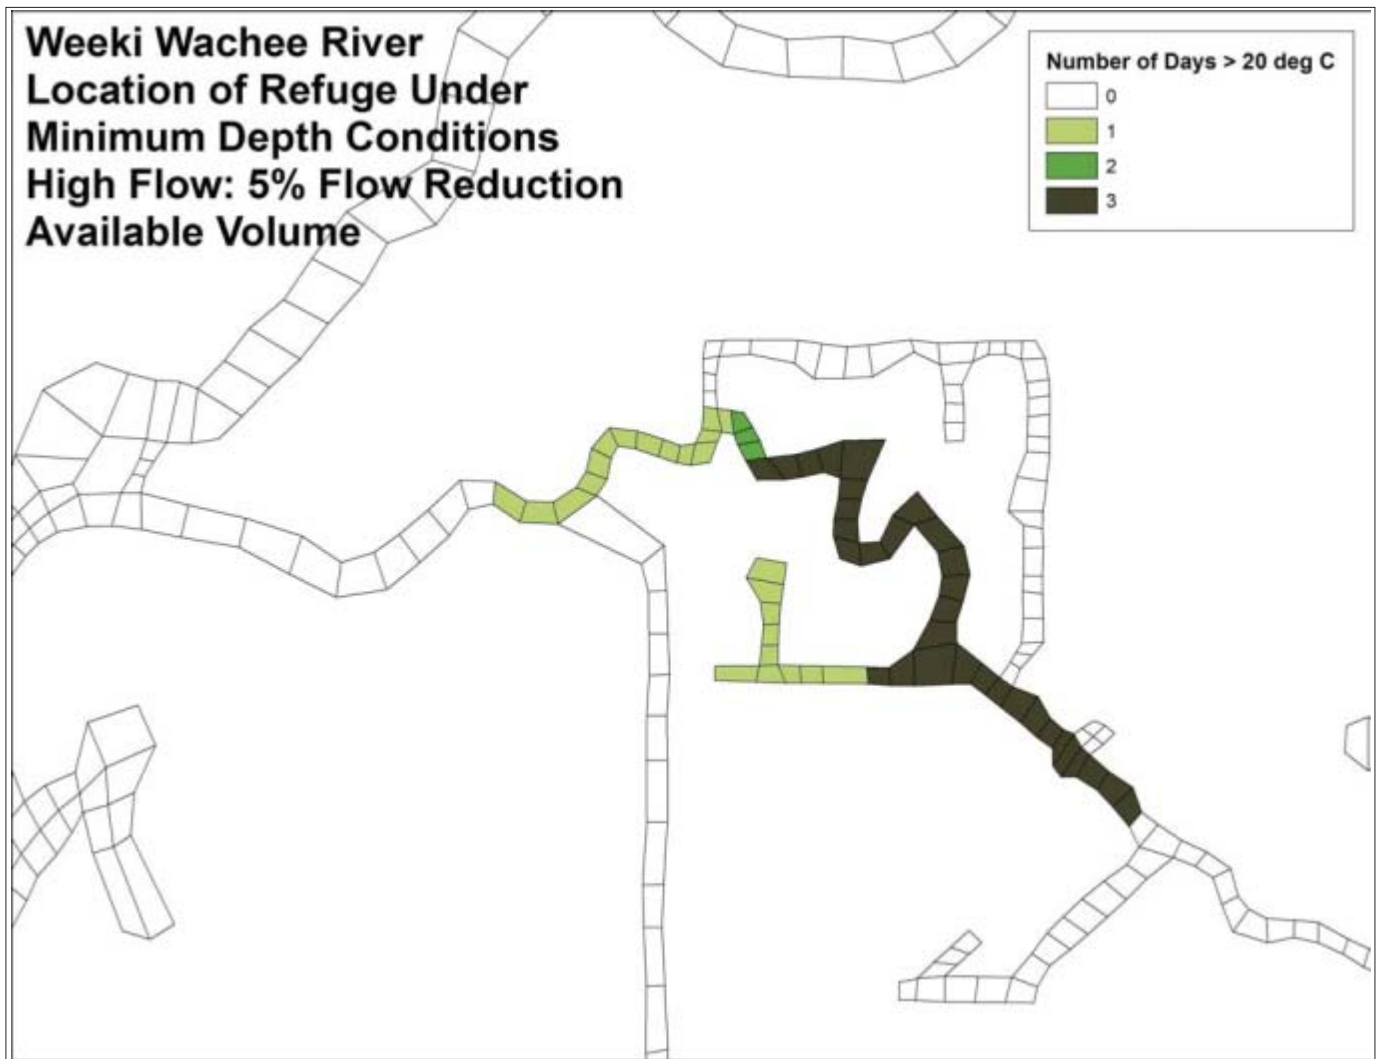 Weeki Wachee River
Location of Refuge Under
Minimum Depth Conditions
High Flow: 5% Flow Reduction
Available Volume
Number of Days > 20 deg C
0
1
2
3